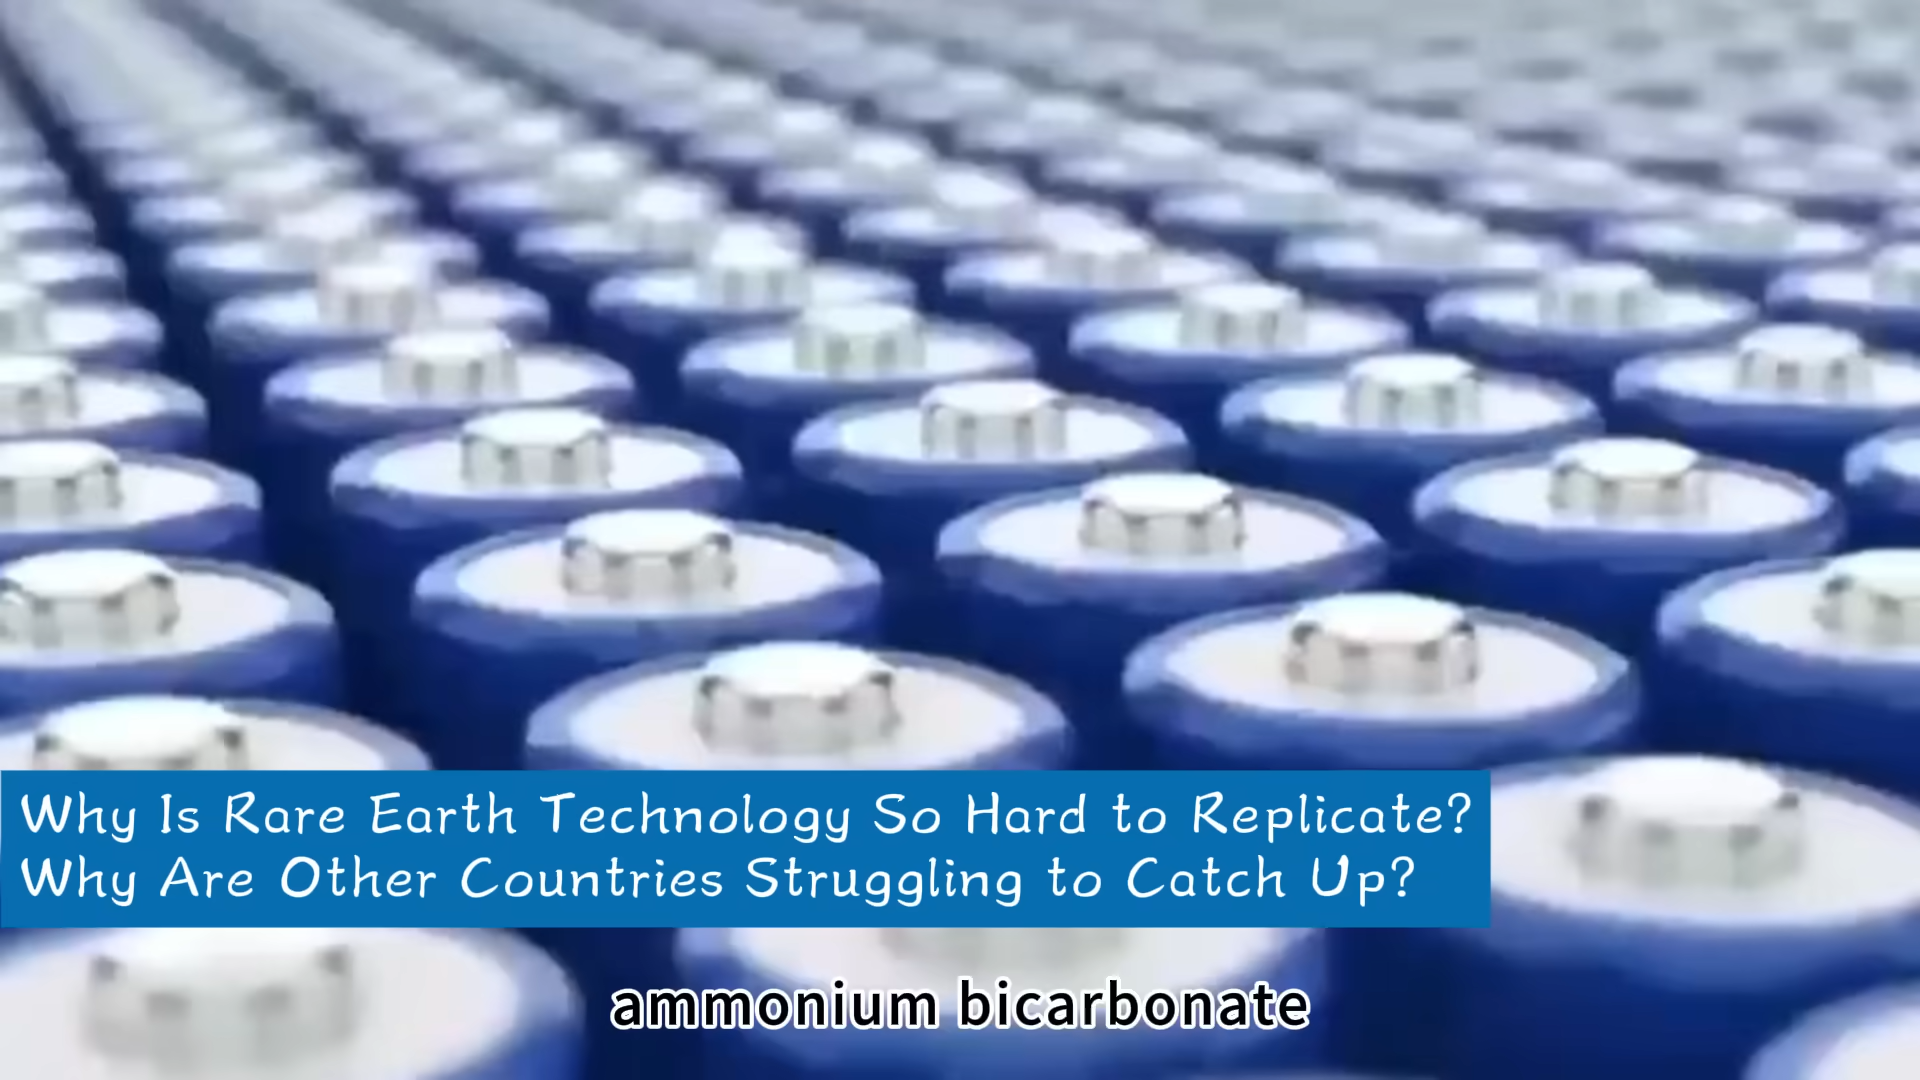 Why Is Rare Earth Technology So Hard to Replicate?
Why Are Other Countries Struggling to Catch Up?
ammonium bicarbonate